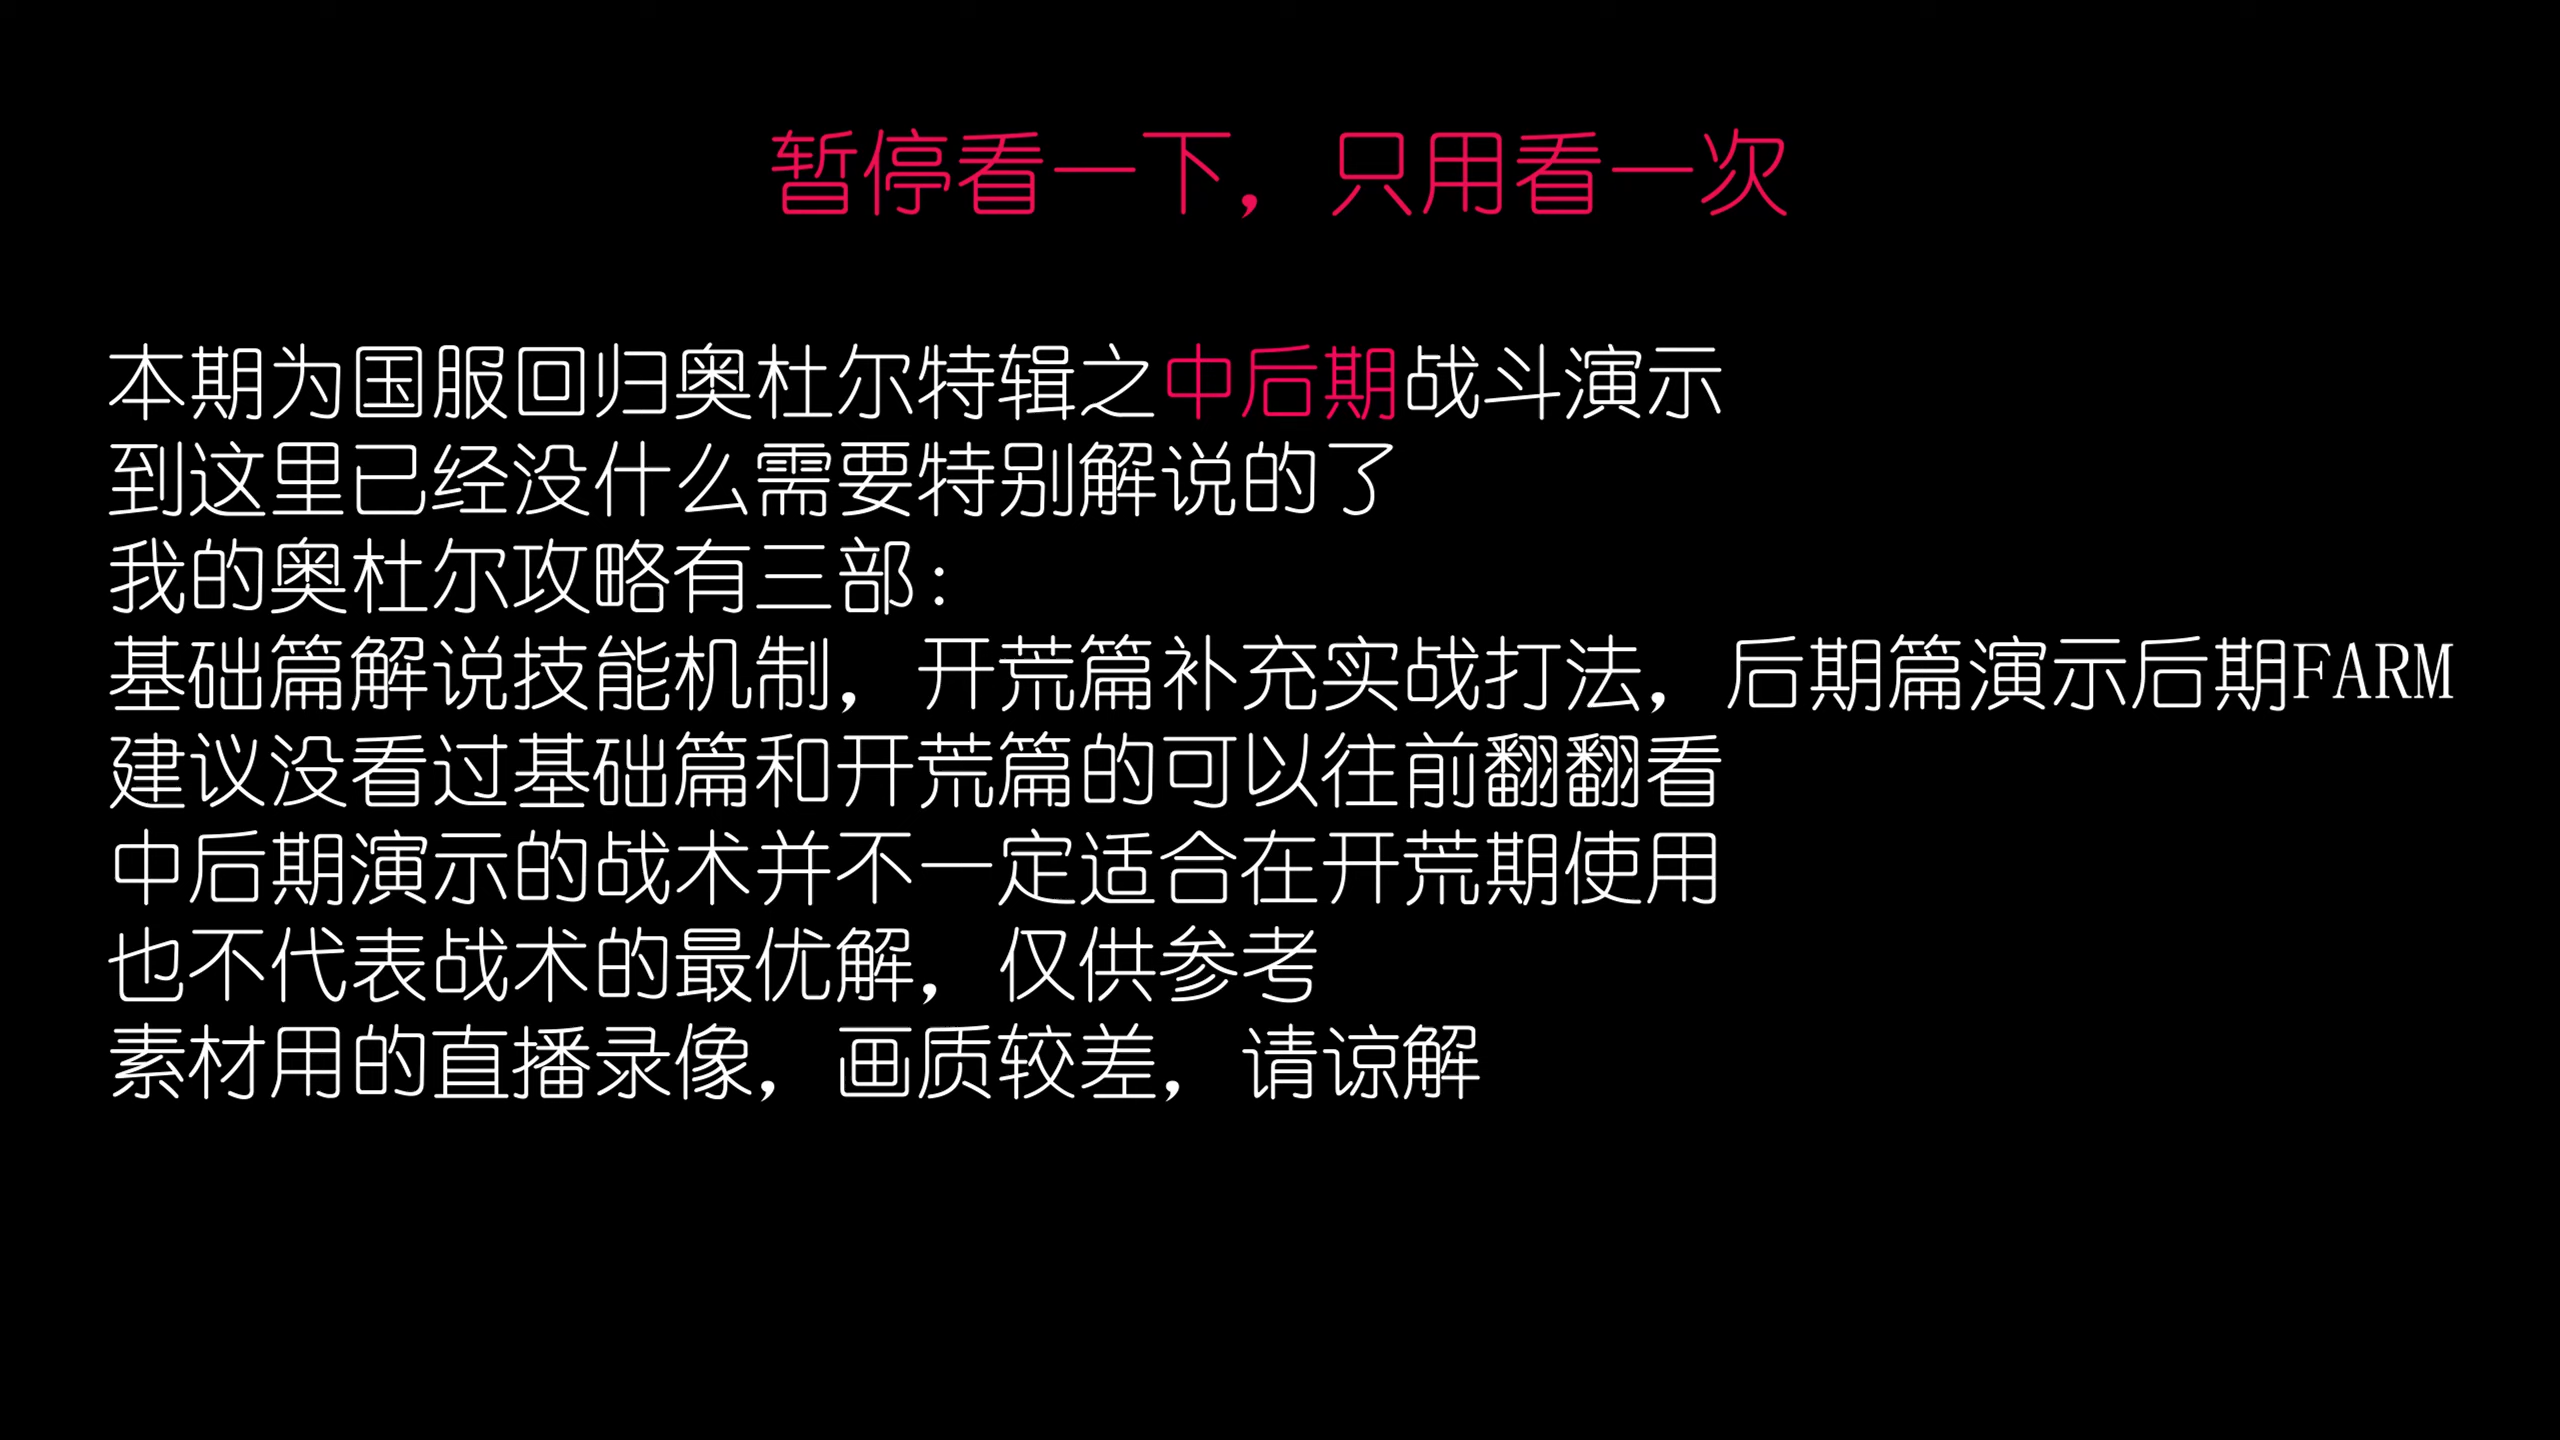 暂停看一下，只用看一次
本期为国服回归奥杜尔特辑之中后期战斗演示
到这里已经没什么需要特别解说的了
我的奥杜尔攻略有三部：
基础篇解说技能机制，开荒篇补充实战打法，后期篇演示后期FARM
建议没看过基础篇和开荒篇的可以往前翻翻看
中后期演示的战术并不一定适合在开荒期使用
也不代表战术的最优解，仅供参考
素材用的直播录像，画质较差，请谅解